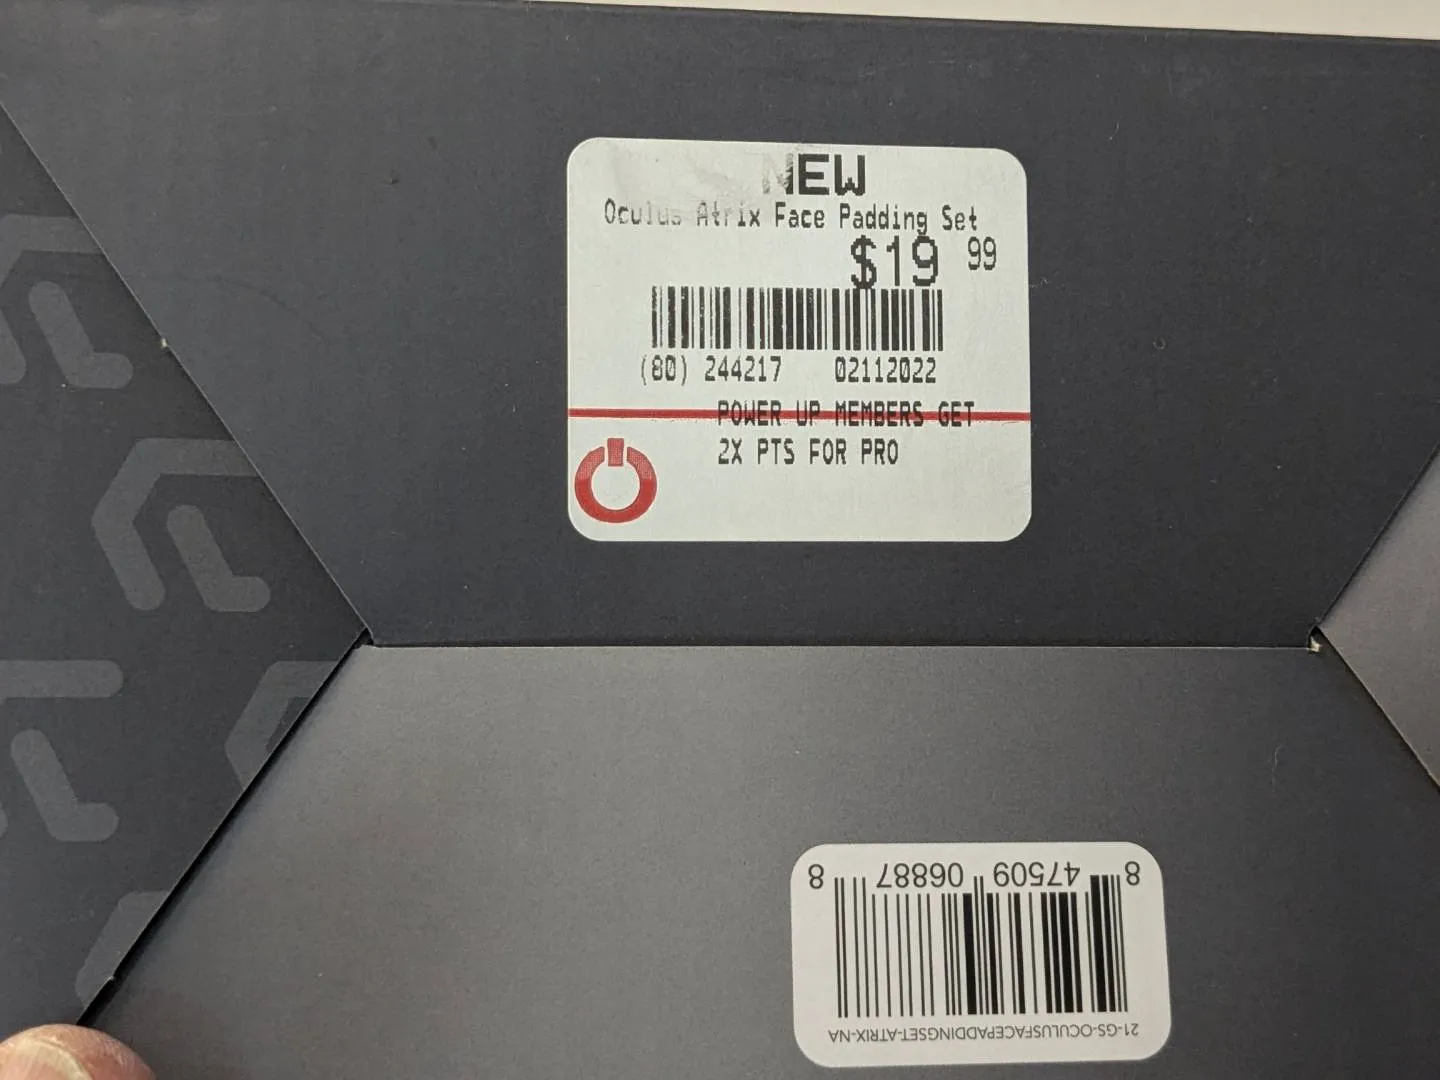 NEW
Oculus Atrix Face Padding Set
$19 99
(80) 244217 02112022
POWER UP MEMBERS GET
2X PTS FOR PRO
21-GS-OCULUSFACEPADDINGSET-ATRIX-NA
8 47509 06887 8